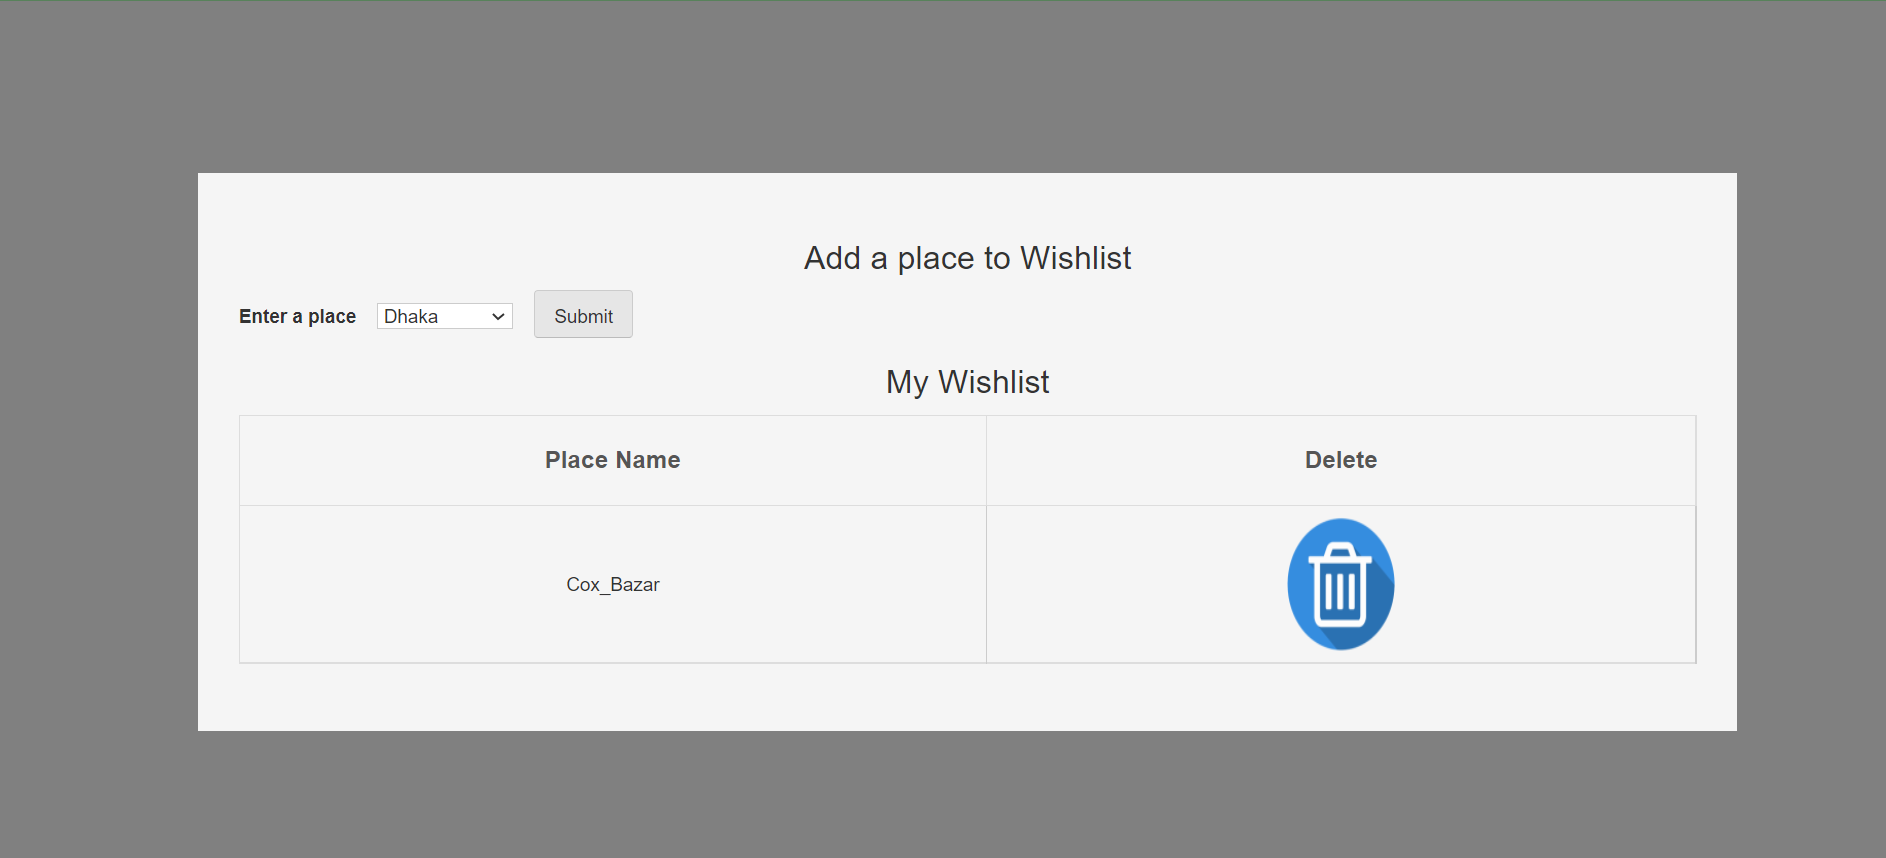 Add a place to Wishlist
Enter a place Dhaka Submit
My Wishlist
Place Name Delete
Cox_Bazar